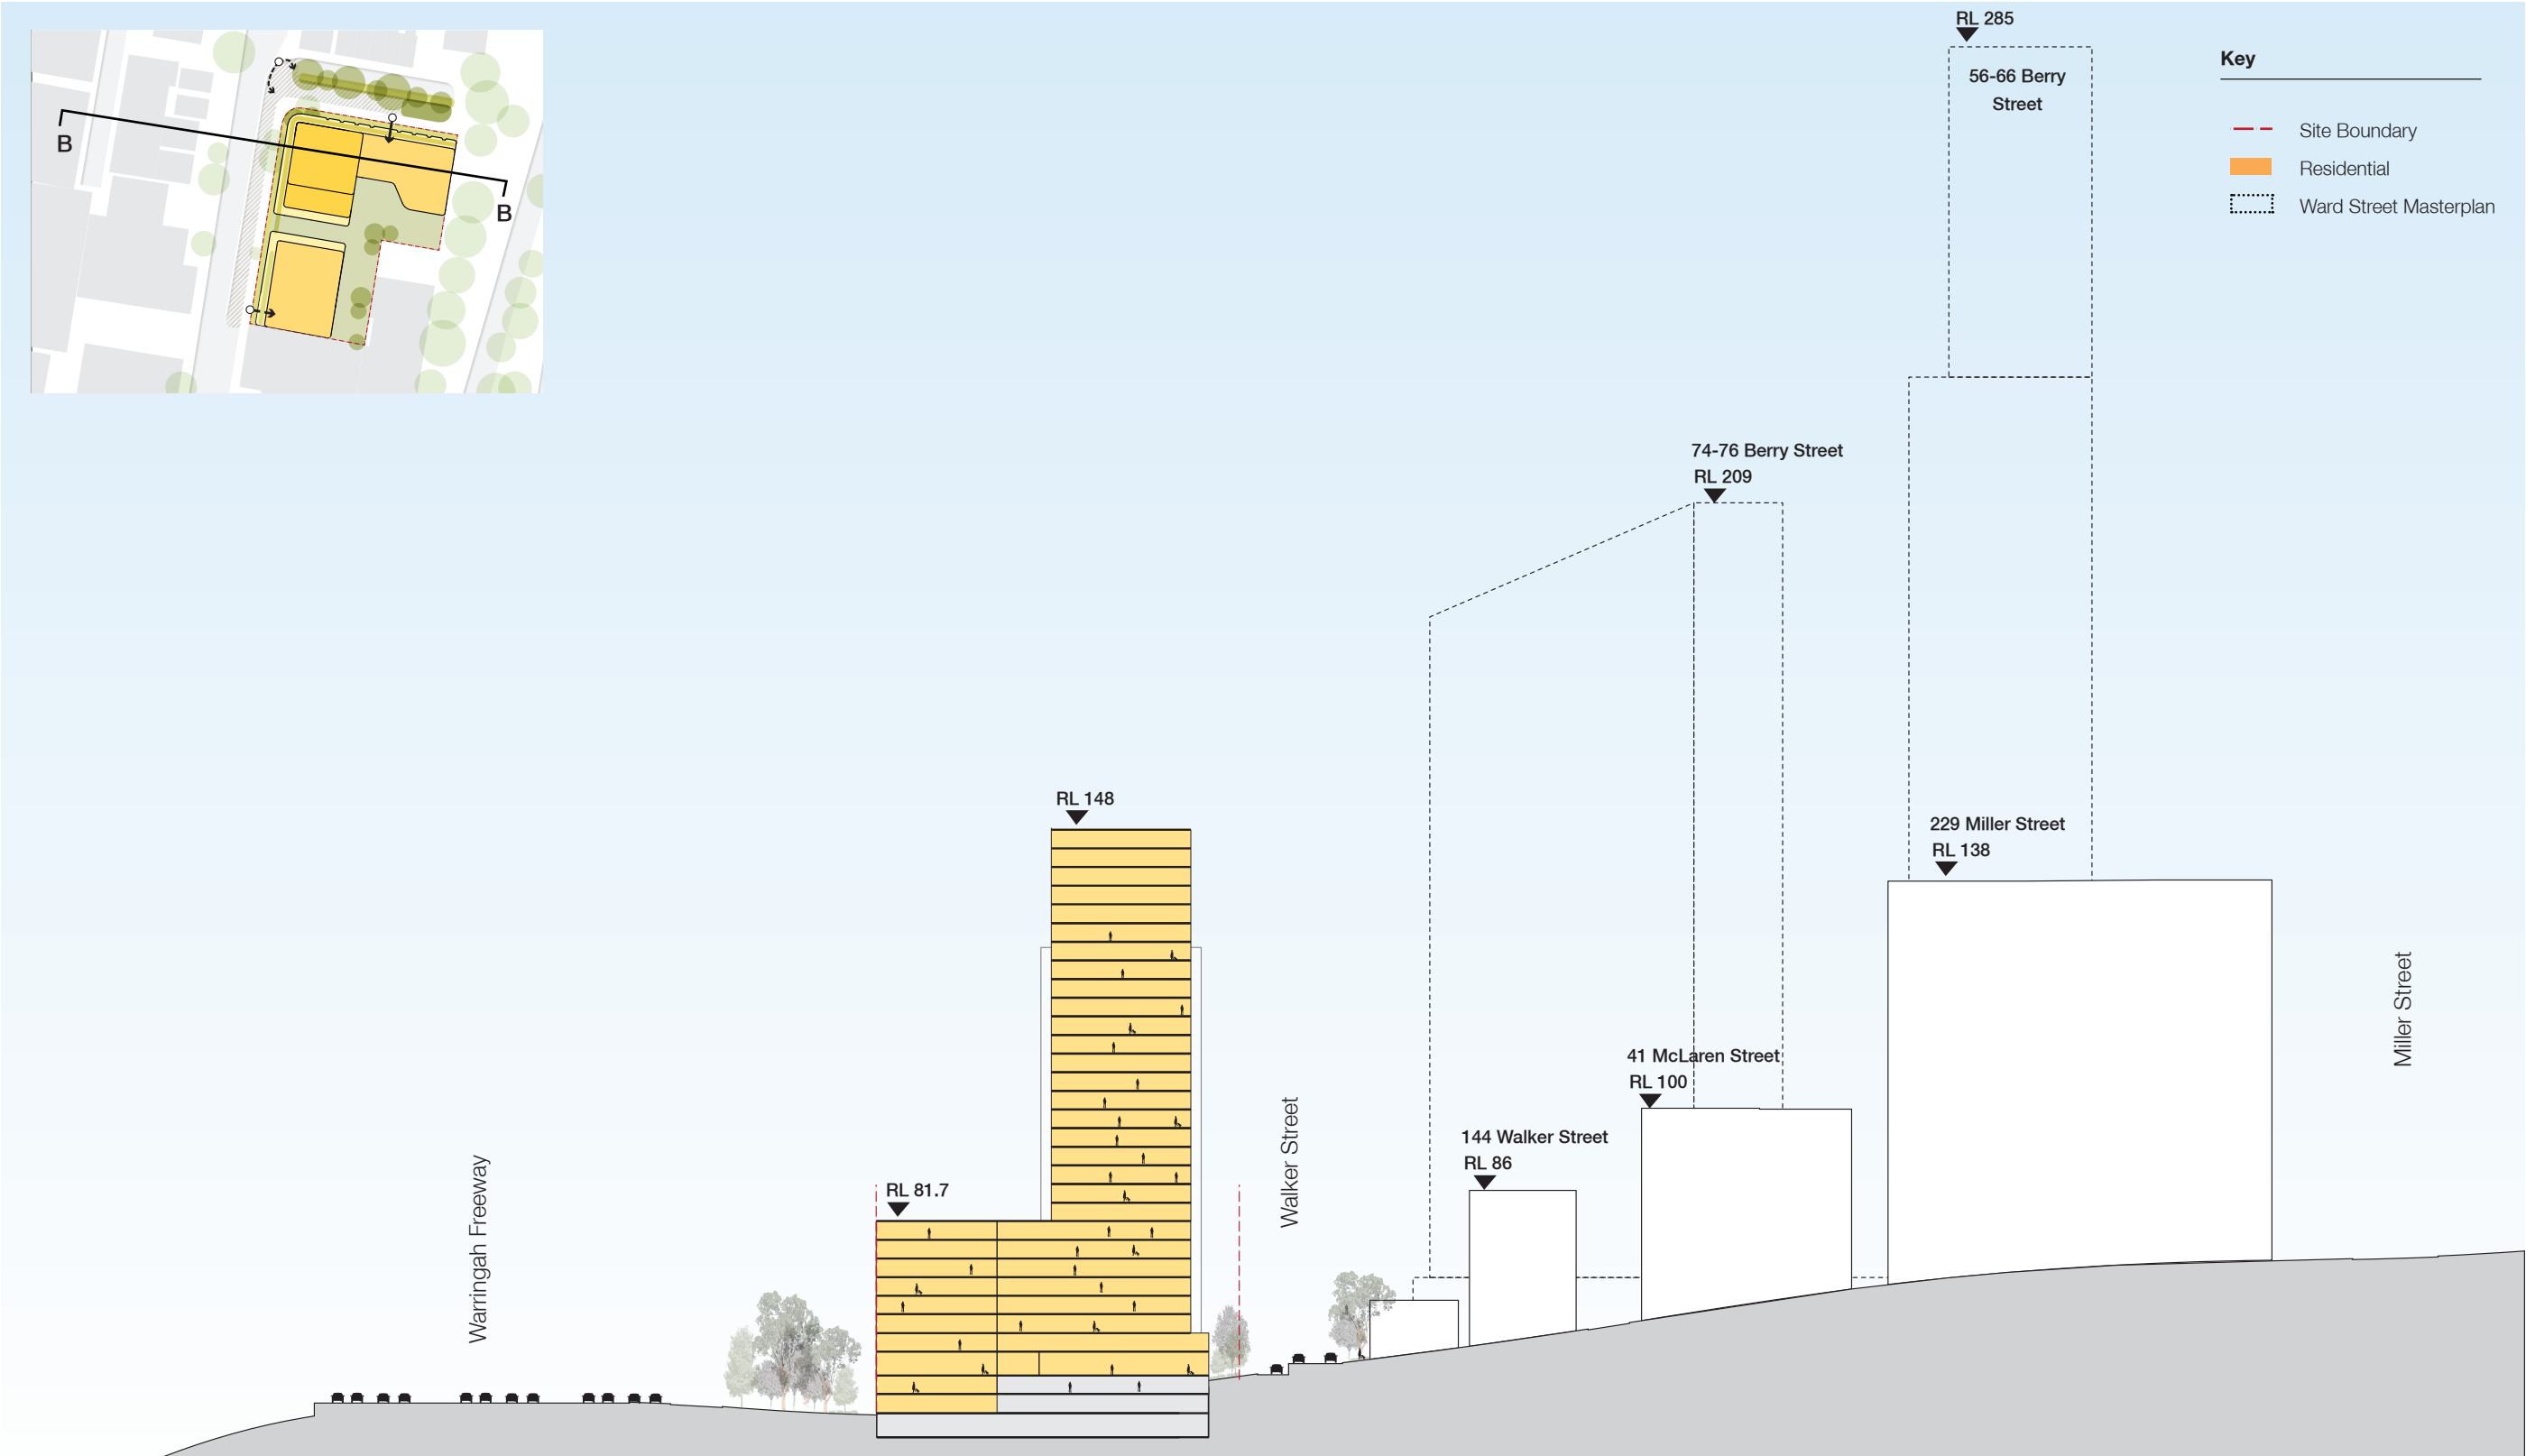 RL 285
56-66 Berry
Street
Key
Site Boundary
Residential
Ward Street Masterplan
B
B
74-76 Berry Street
RL 209
RL 148
229 Miller Street
RL 138
Miller Street
41 McLaren Street
RL 100
Walker Street
144 Walker Street
RL 86
Warringah Freeway
RL 81.7